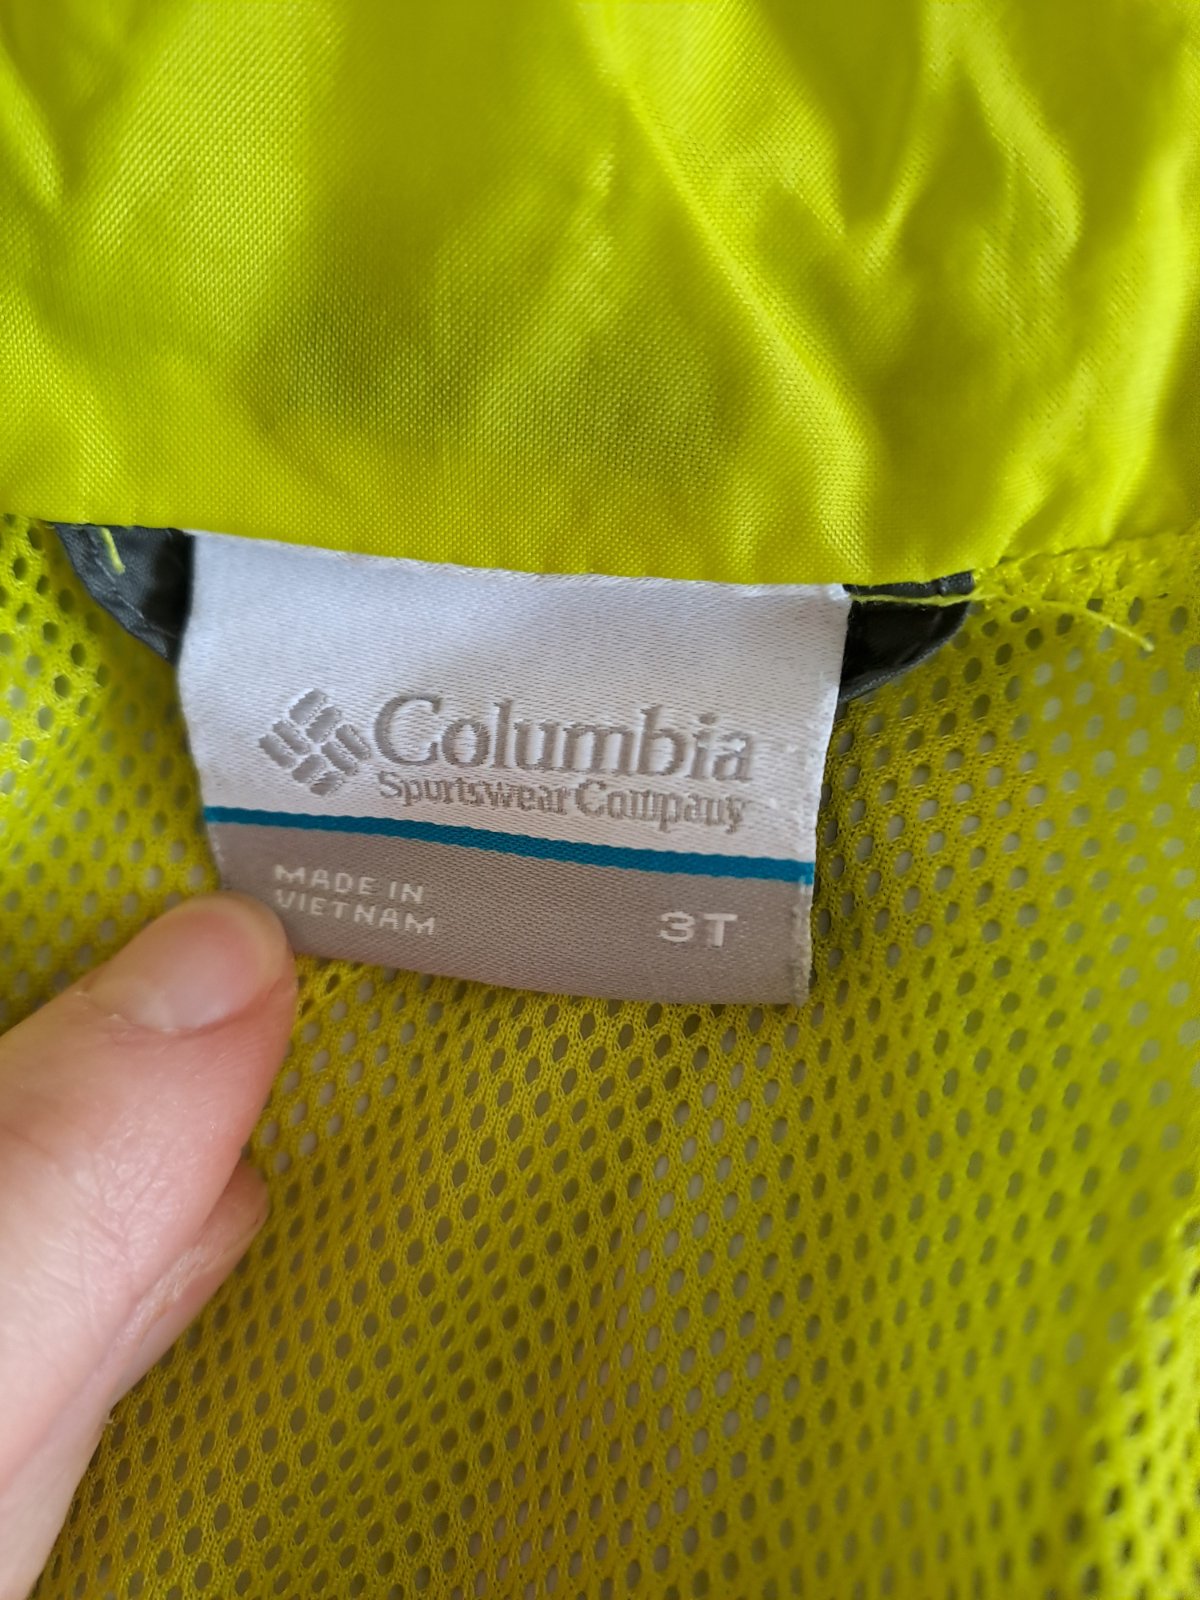 Columbia
Sportswear Company
MADE IN
VIETNAM
3T